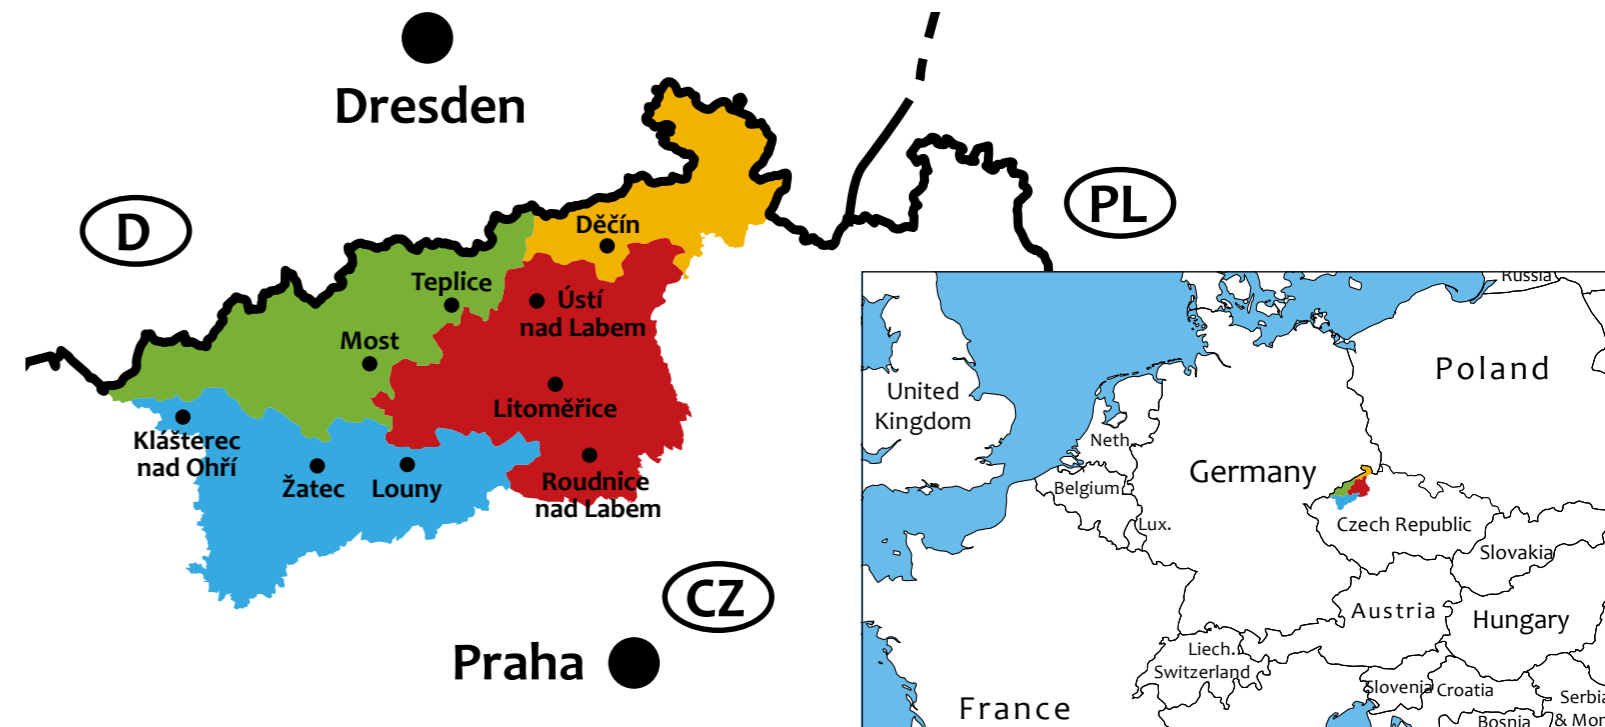 Dresden
D
PL
Děčín
Teplice
Ústí
nad Labem
Most
Litoměřice
Klášterec
nad Ohří
Žatec
Louny
Roudnice
nad Labem
CZ
Praha
Russia
Poland
United
Kingdom
Neth.
Germany
Belgium
Lux.
Czech Republic
Slovakia
Austria
Hungary
Liech.
Switzerland
Slovenia
Croatia
Serbia
& Mon
France
Bosnia